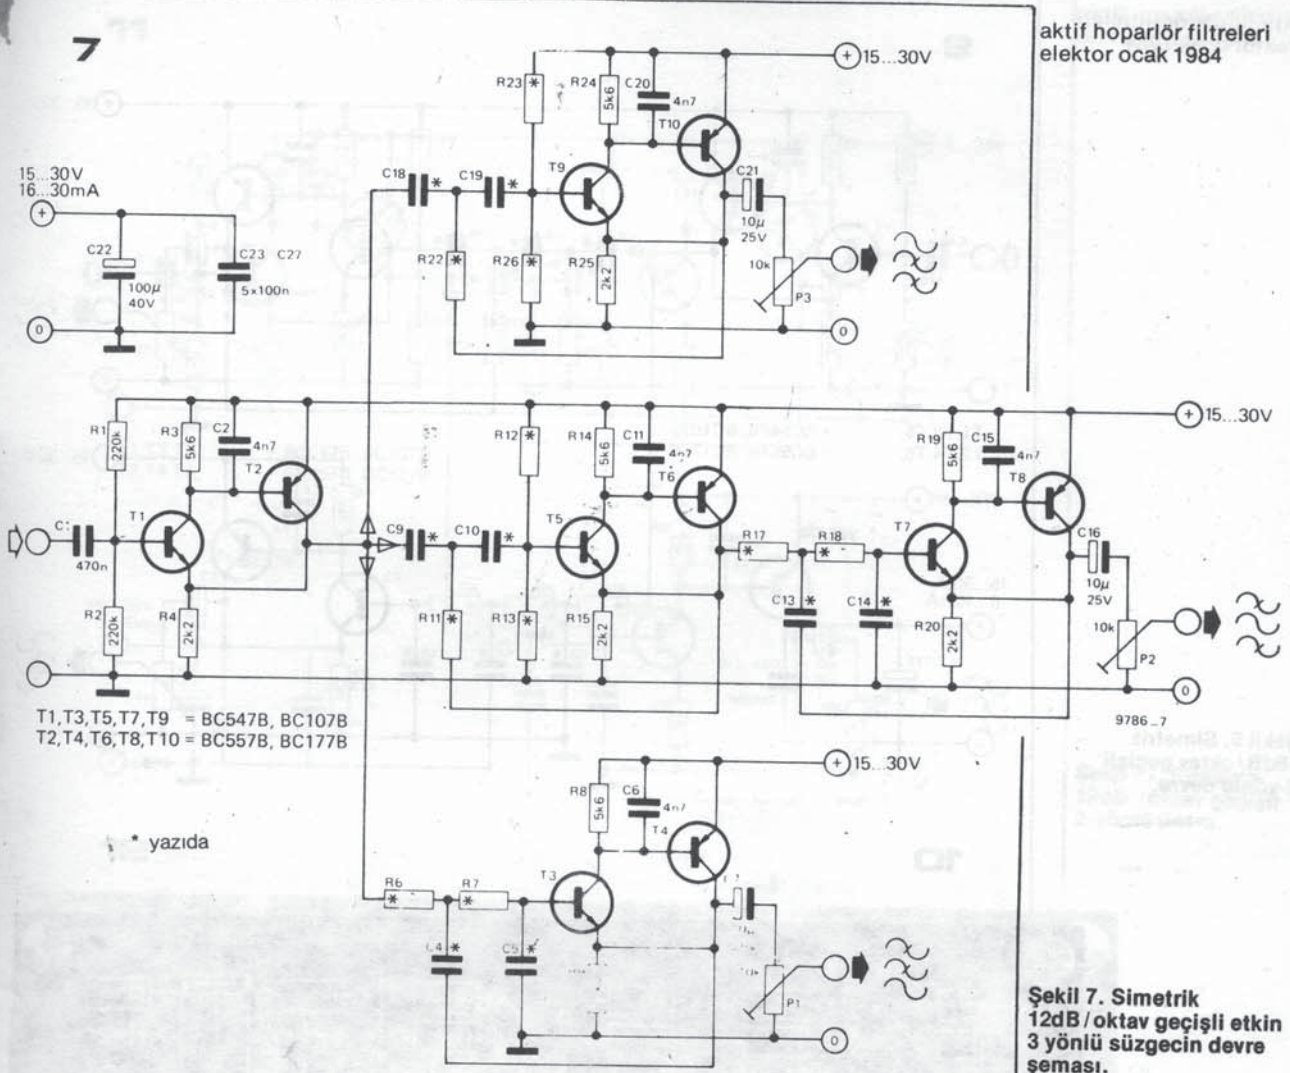 7
aktif hoparlör filtreleri
elektor ocak 1984
15...30V
R23 *
R24
5k6
C20
4n7
T10
15...30V
16...30mA
+
C22
100µ
40V
C23 C27
5x100n
0
C18 *
C19 *
T9
C21
10µ
25V
R22 *
R26 *
R25
2k2
10k
P3
0
+ 15...30V
R1
220k
R3
5k6
C2
4n7
T2
R12 *
R14
5k6
C11
4n7
T6
R19
5k6
C15
4n7
T8
470n
T1
C9 *
C10 *
T5
R17 *
R18 *
T7
C16
10µ
25V
R2
220k
R4
2k2
R11 *
R13 *
R15
2k2
C13 *
C14 *
R20
2k2
10k
P2
0
9786_7
T1,T3,T5,T7,T9 = BC547B, BC107B
T2,T4,T6,T8,T10 = BC557B, BC177B
+ 15...30V
R8
5k6
C6
4n7
T4
* yazıda
R6 *
R7 *
T3
C5 *
P1
0
Şekil 7. Simetrik
12dB/oktav geçişli etkin
3 yönlü süzgecin devre
şeması.